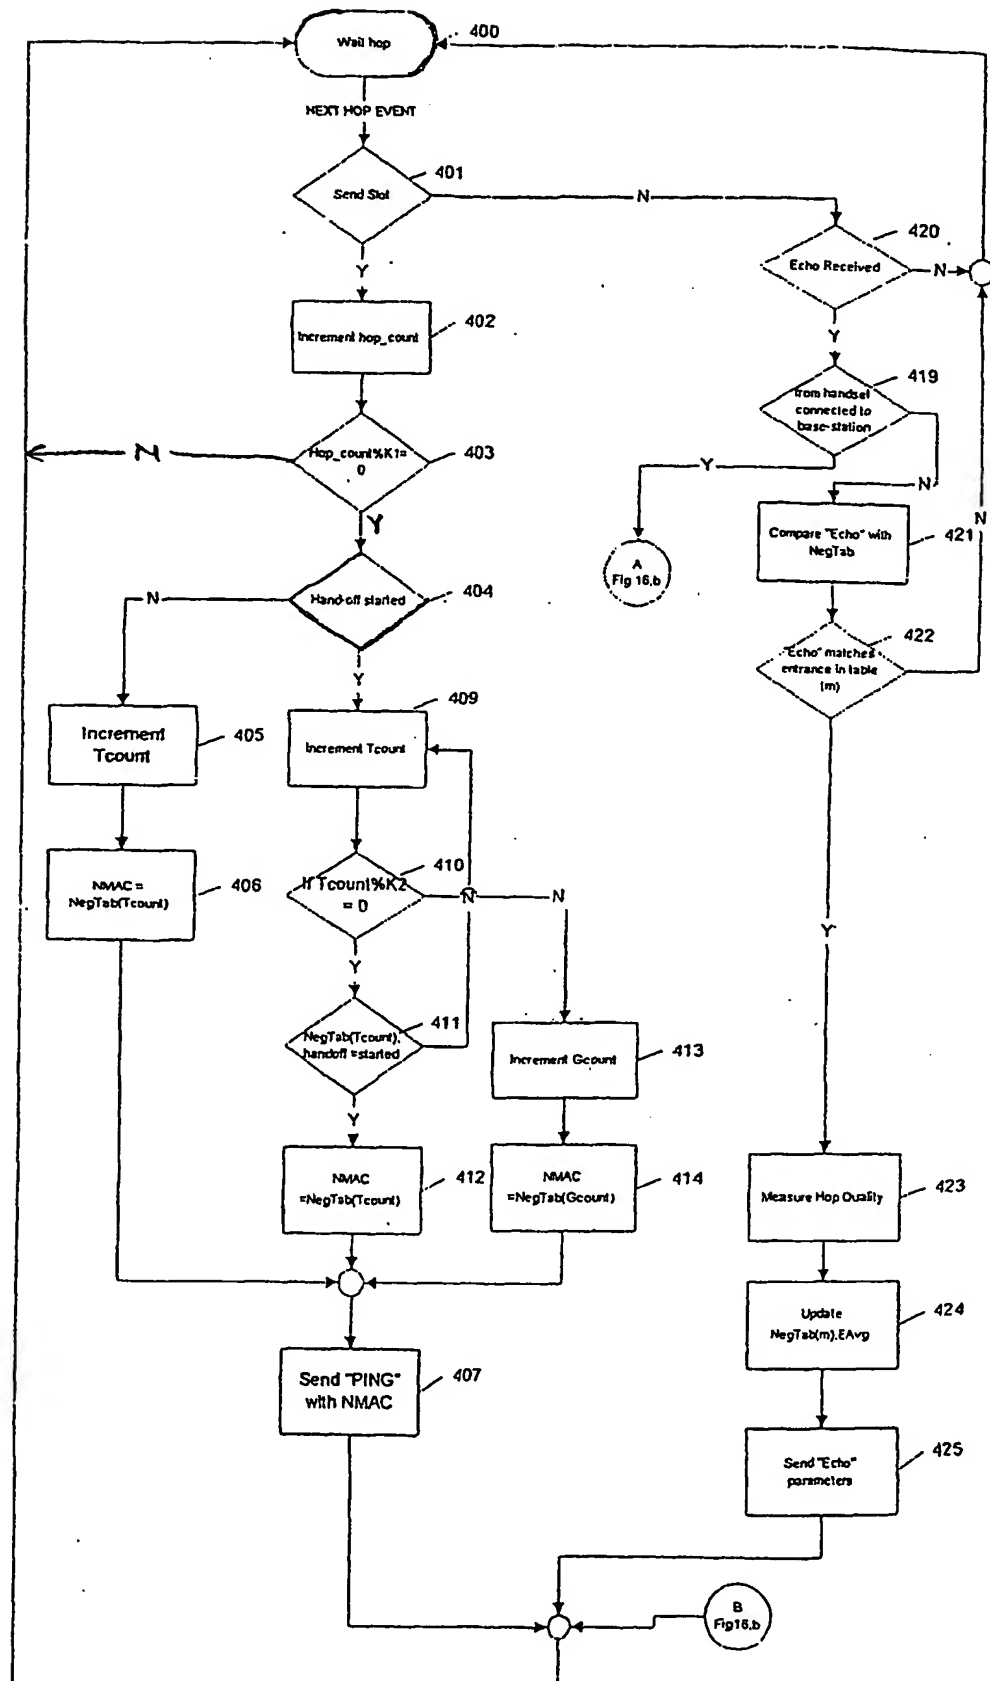 Wait hop
400
NEXT HOP EVENT
Send Slot
401
N
Y
Echo Received
420
N
Y
Increment hop_count
402
from handset
connected to
base-station
419
Y
N
Hop_count%K1=
0
403
N
Y
A
Fig 16,b
Compare "Echo" with
NegTab
421
N
Hand-off started
404
N
Y
"Echo" matches
entrance in table
(m)
422
Y
Increment
Tcount
405
Increment Tcount
409
NMAC =
NegTab(Tcount)
406
If Tcount%K2
= 0
410
N
N
Y
NegTab(Tcount).
handoff =started
411
Y
Increment Gcount
413
NMAC
=NegTab(Tcount)
412
NMAC
=NegTab(Gcount)
414
Measure Hop Quality
423
Update
NegTab(m).EAvg
424
Send "PING"
with NMAC
407
Send "Echo"
parameters
425
B
Fig16,b